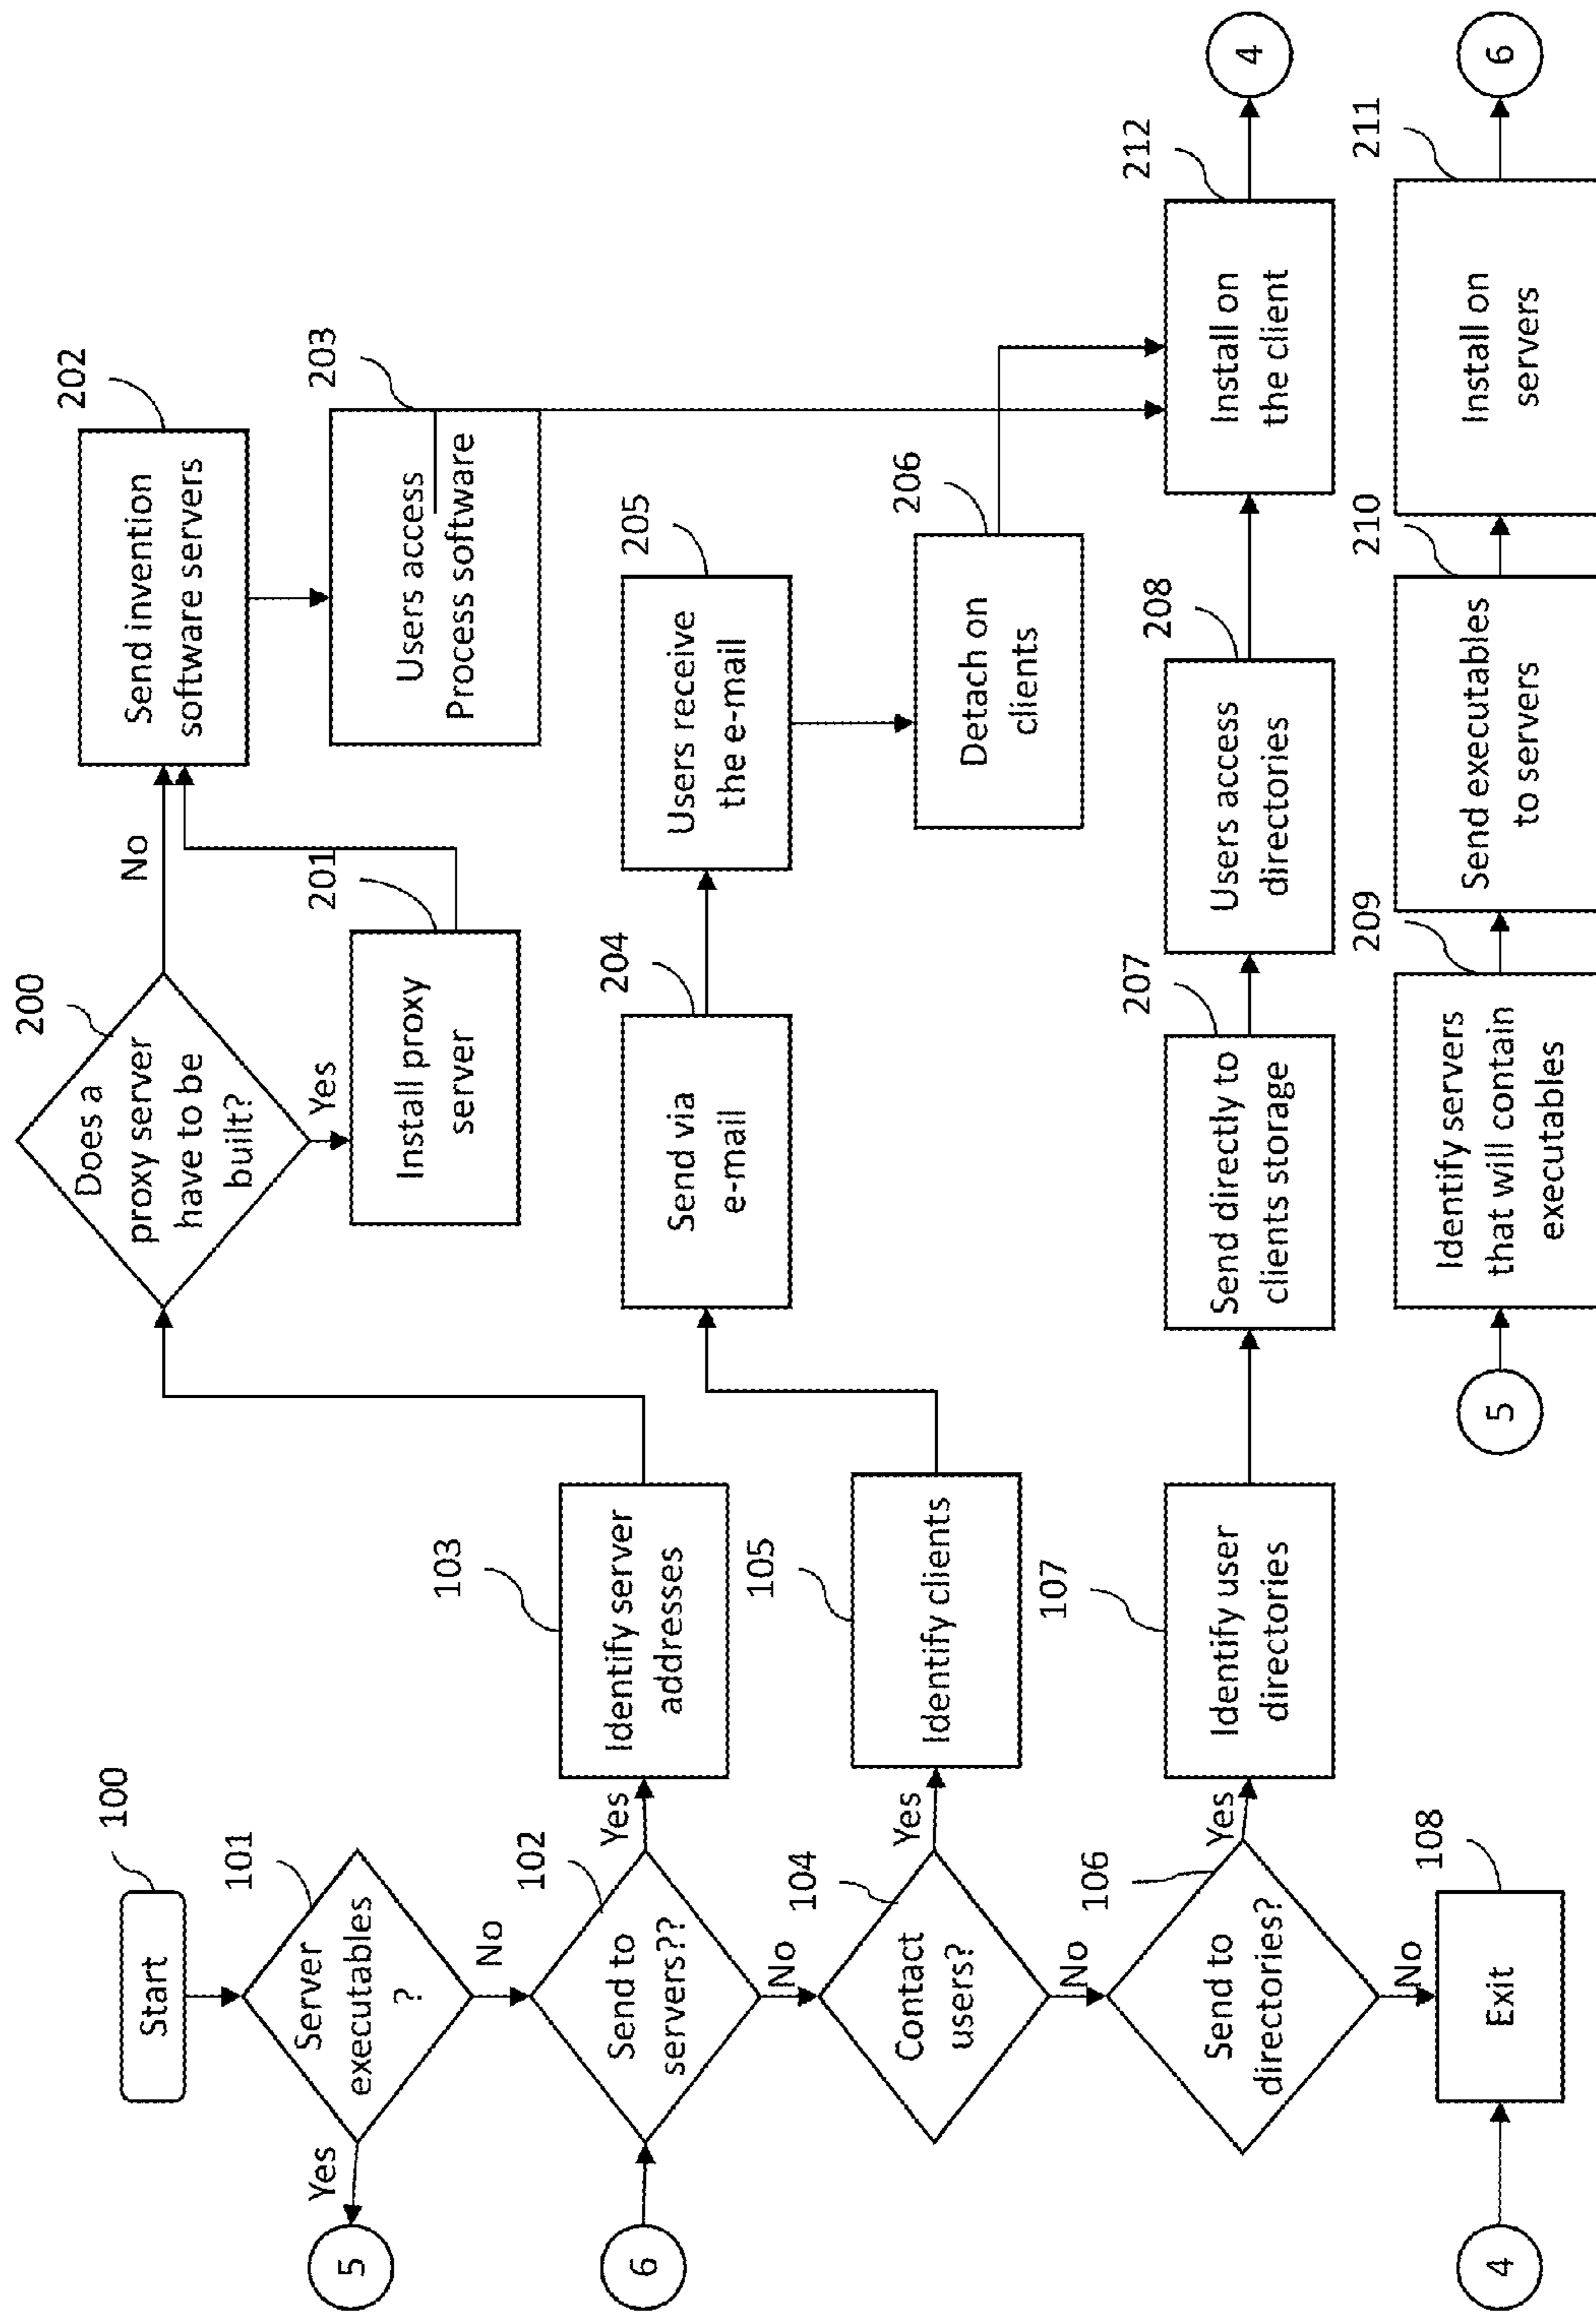 100
Start
101
Server
executables
?
Yes
5
No
102
Send to
servers??
6
Yes
103
Identify server
addresses
No
104
Contact
users?
Yes
105
Identify clients
No
106
Send to
directories?
Yes
107
Identify user
directories
No
108
Exit
4
200
Does a
proxy server
have to be
built?
No
Yes
201
Install proxy
server
202
Send invention
software servers
203
Users access
Process software
204
Send via
e-mail
205
Users receive
the e-mail
206
Detach on
clients
207
Send directly to
clients storage
208
Users access
directories
212
Install on
the client
4
5
209
Identify servers
that will contain
executables
210
Send executables
to servers
211
Install on
servers
6